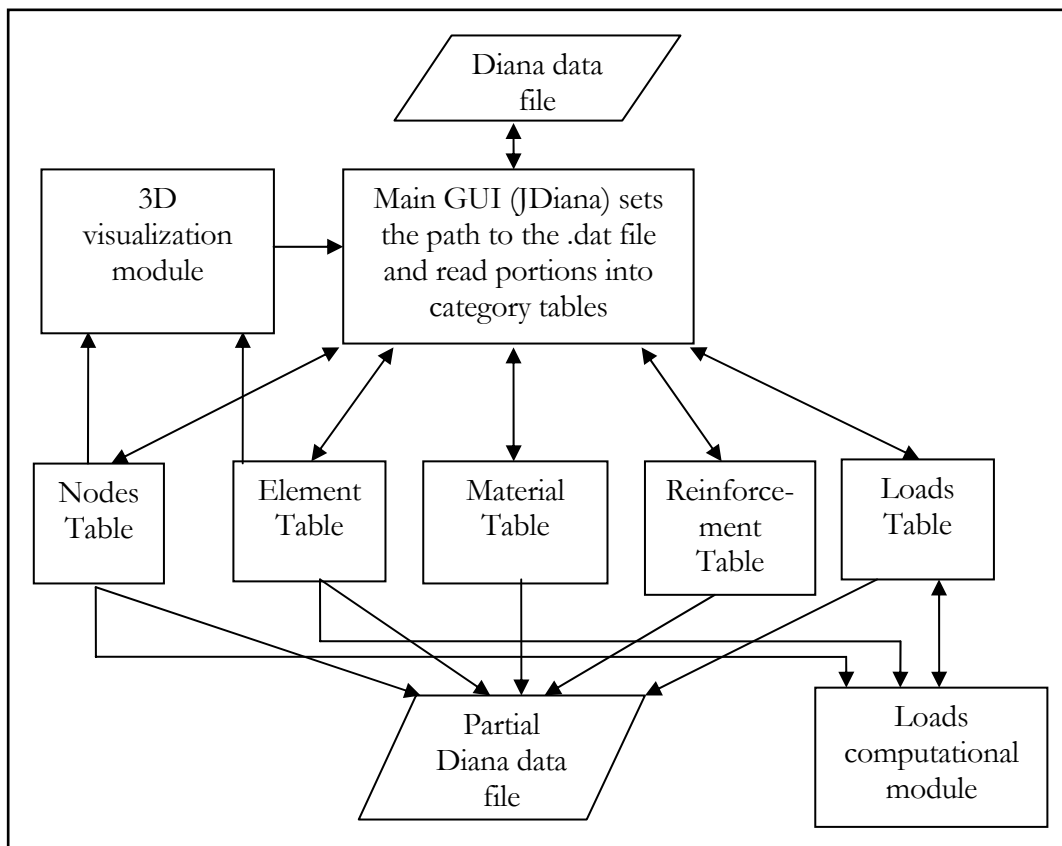 Diana data
file
3D
visualization
module
Main GUI (JDiana) sets
the path to the .dat file
and read portions into
category tables
Nodes
Table
Element
Table
Material
Table
Reinforce-
ment
Table
Loads
Table
Partial
Diana data
file
Loads
computational
module